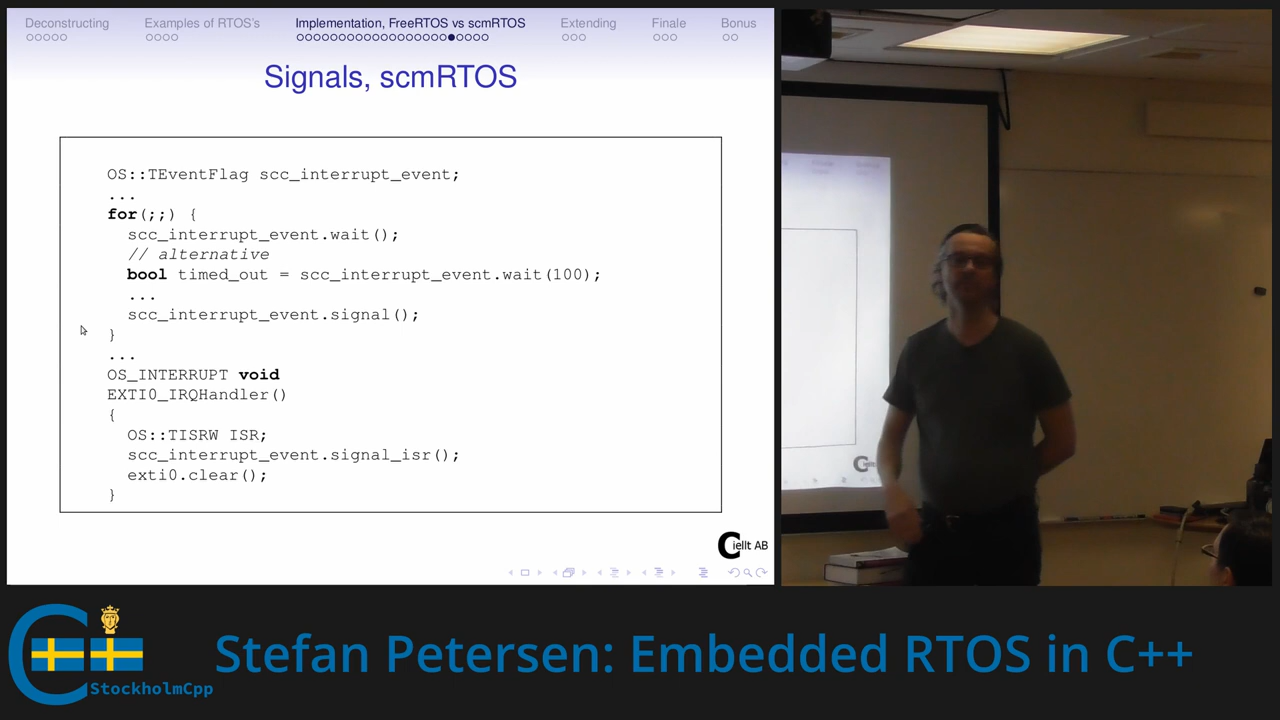 Deconstructing Examples of RTOS's Implementation, FreeRTOS vs scmRTOS Extending Finale Bonus
Signals, scmRTOS
OS::TEventFlag scc_interrupt_event;
...
for(;;) {
scc_interrupt_event.wait();
// alternative
bool timed_out = scc_interrupt_event.wait(100);
...
scc_interrupt_event.signal();
}
...
OS_INTERRUPT void
EXTI0_IRQHandler()
{
OS::TISRW ISR;
scc_interrupt_event.signal_isr();
exti0.clear();
}
Ciellt AB
StockholmCpp
Stefan Petersen: Embedded RTOS in C++